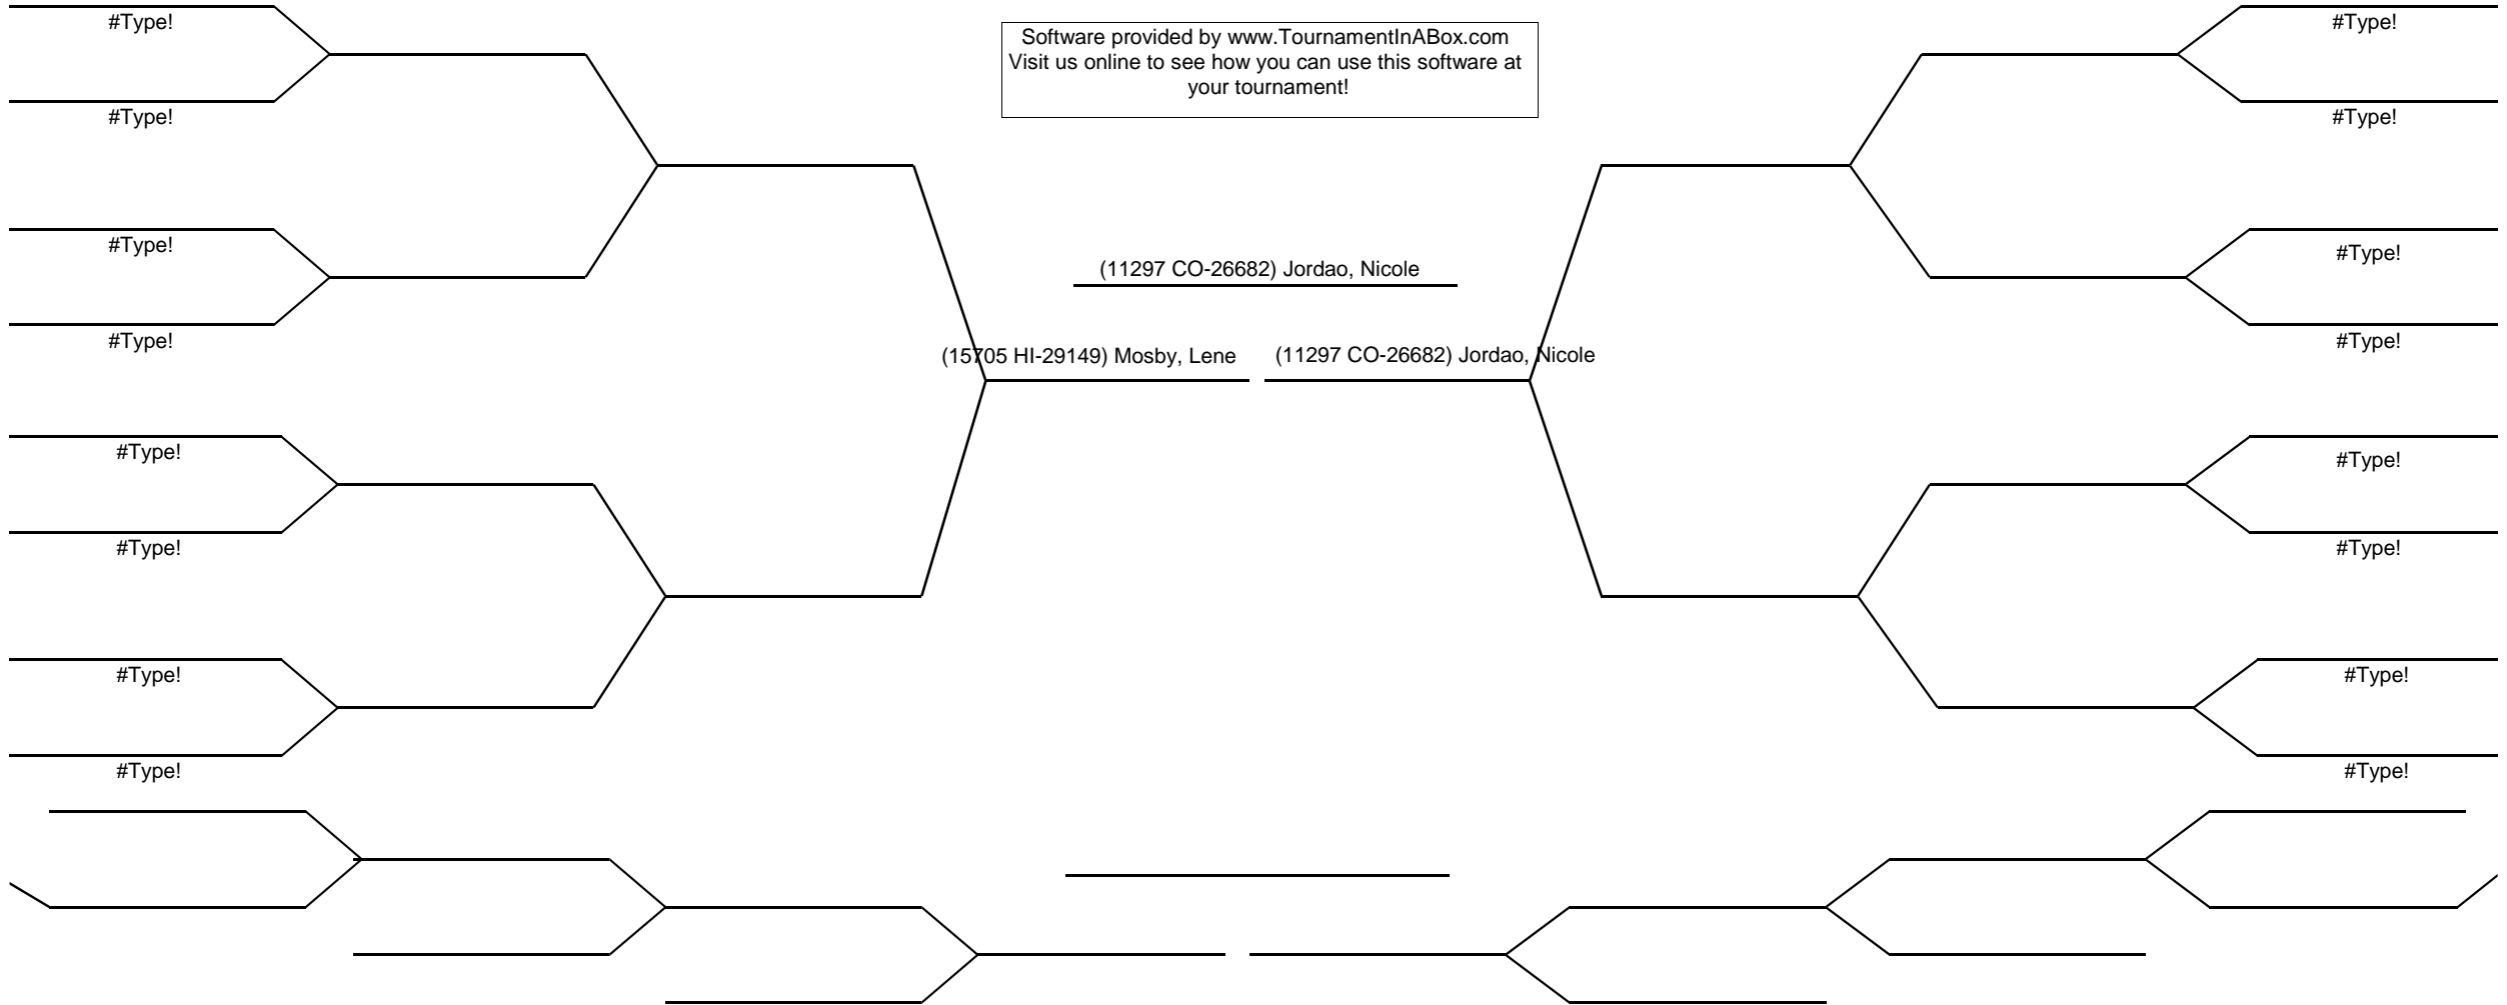 #Type!
#Type!
Software provided by www.TournamentInABox.com
Visit us online to see how you can use this software at
your tournament!
#Type!
#Type!
#Type!
#Type!
(11297 CO-26682) Jordao, Nicole
#Type!
#Type!
(15705 HI-29149) Mosby, Lene
(11297 CO-26682) Jordao, Nicole
#Type!
#Type!
#Type!
#Type!
#Type!
#Type!
#Type!
#Type!